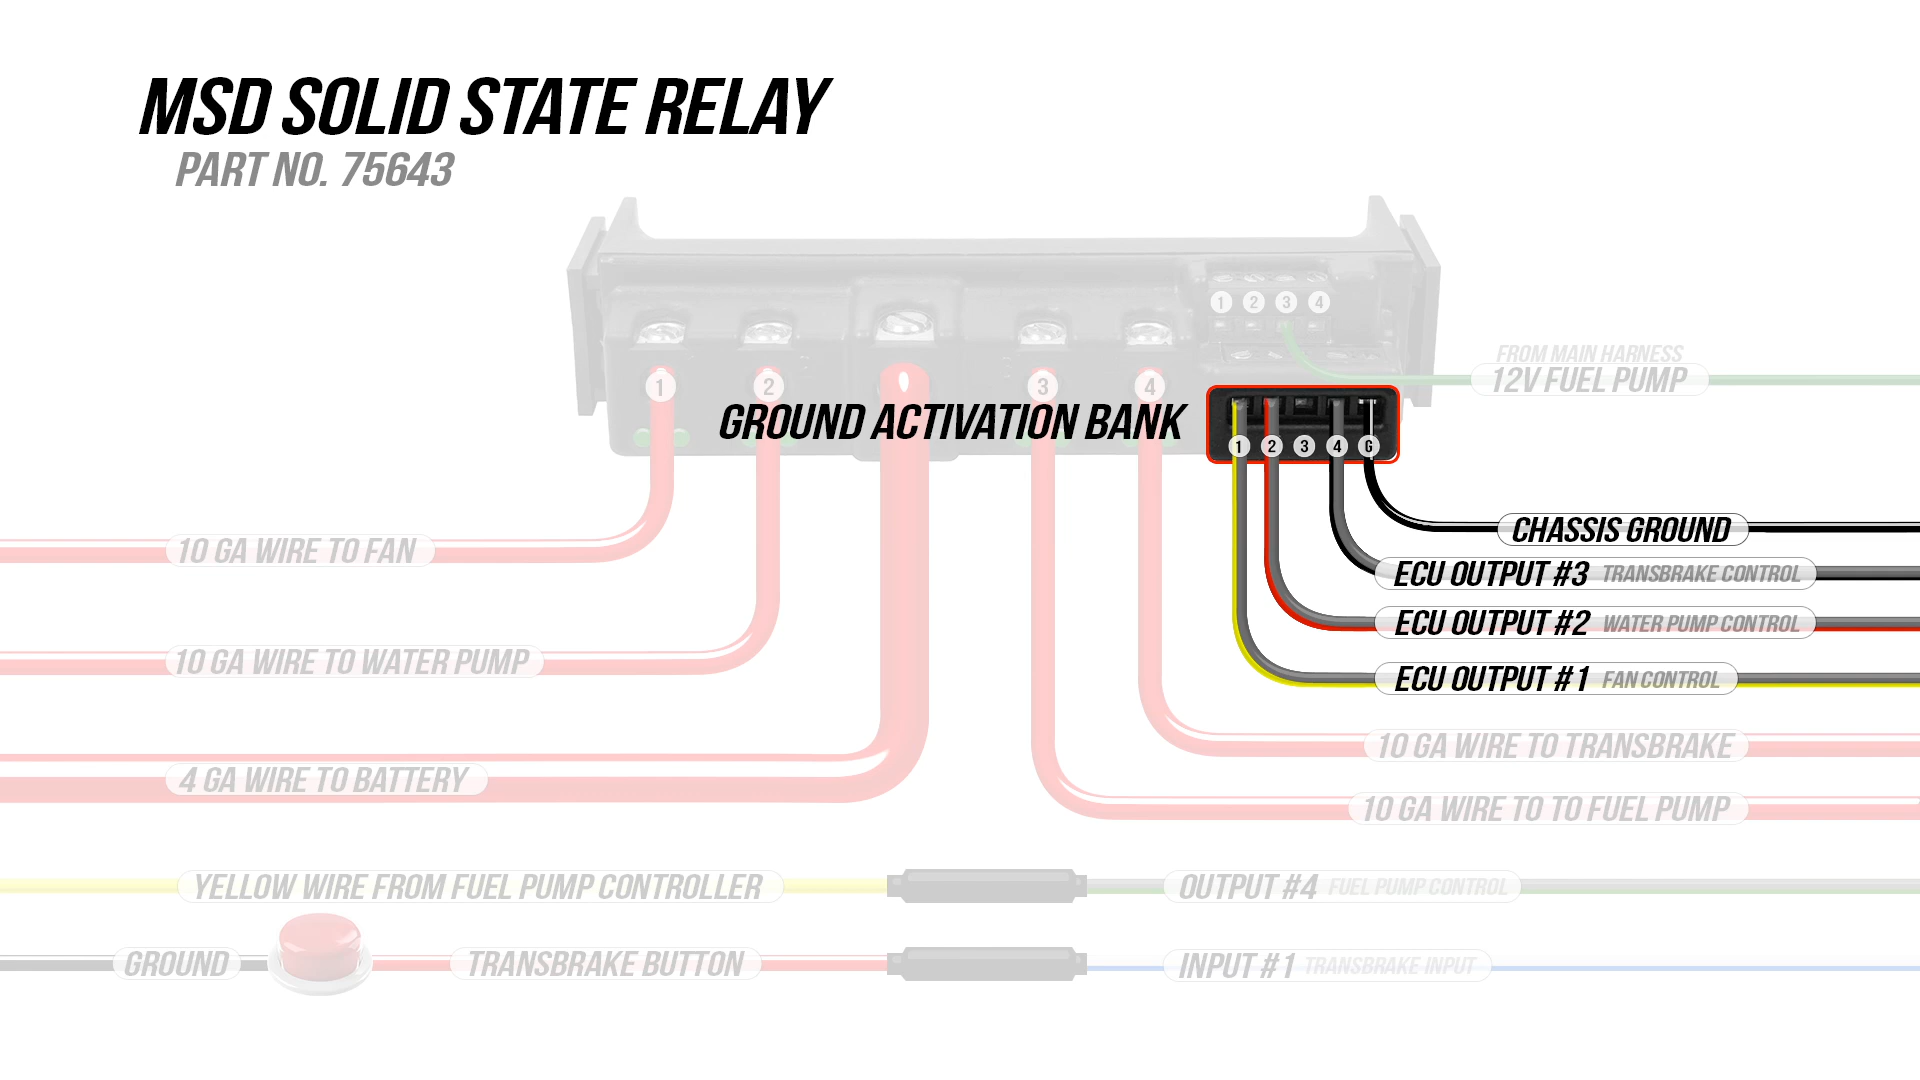 MSD SOLID STATE RELAY
PART NO. 75643
1 2 3 4
FROM MAIN HARNESS
12V FUEL PUMP
1 2 3 4
GROUND ACTIVATION BANK
1 2 3 4 G
CHASSIS GROUND
10 GA WIRE TO FAN
ECU OUTPUT #3 TRANSBRAKE CONTROL
ECU OUTPUT #2 WATER PUMP CONTROL
10 GA WIRE TO WATER PUMP
ECU OUTPUT #1 FAN CONTROL
10 GA WIRE TO TRANSBRAKE
4 GA WIRE TO BATTERY
10 GA WIRE TO TO FUEL PUMP
YELLOW WIRE FROM FUEL PUMP CONTROLLER
OUTPUT #4 FUEL PUMP CONTROL
GROUND
TRANSBRAKE BUTTON
INPUT #1 TRANSBRAKE INPUT